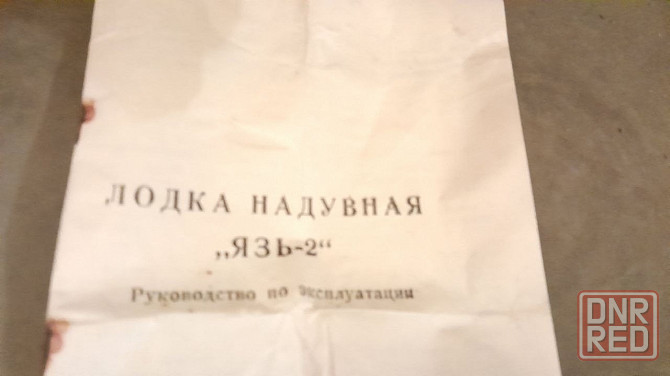 ЛОДКА НАДУВНАЯ
„ЯЗЬ-2“
Руководство по эксплуатации
DNR
RED